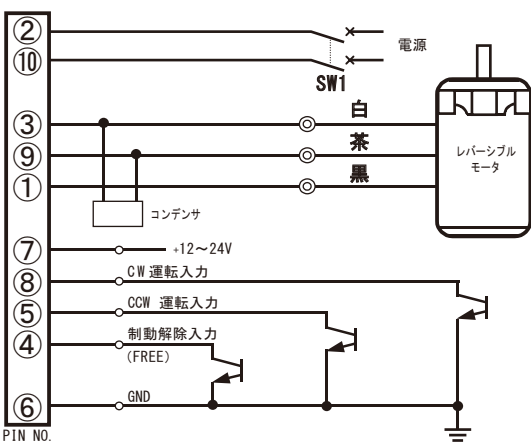 ②
電源
⑩
SW1
白
③
茶
⑨
レバーシブル
モータ
黒
①
コンデンサ
⑦
+12～24V
⑧
CW運転入力
⑤
CCW 運転入力
④
制動解除入力
(FREE)
⑥
GND
PIN NO.